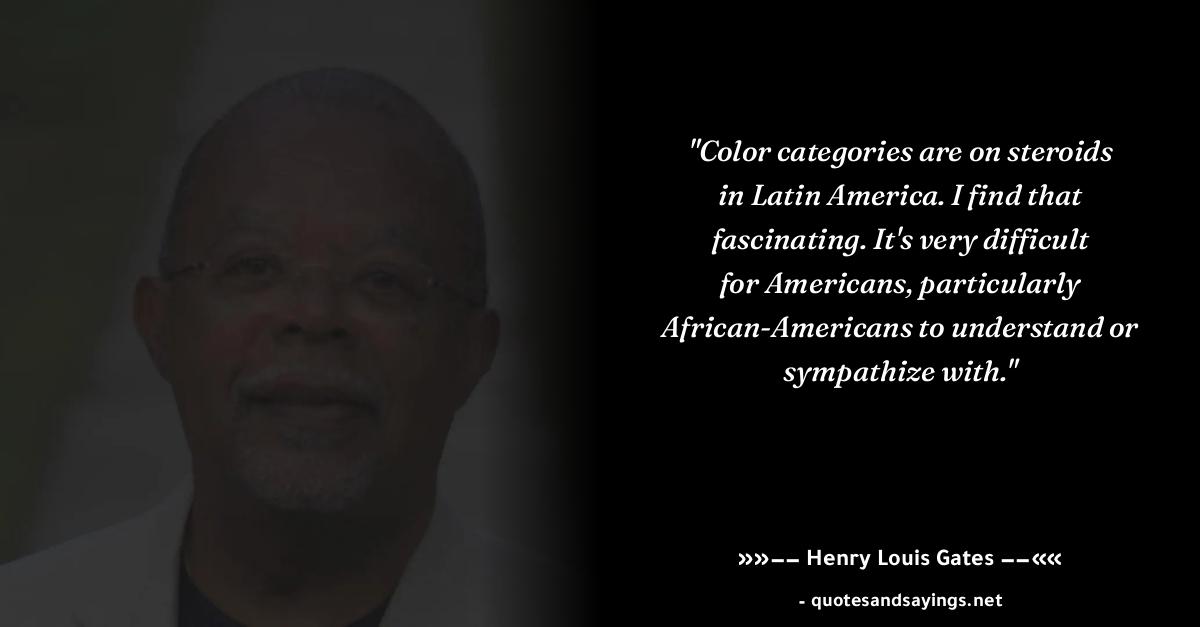 "Color categories are on steroids
in Latin America. I find that
fascinating. It's very difficult
for Americans, particularly
African-Americans to understand or
sympathize with."
»»−− Henry Louis Gates −−««
- quotesandsayings.net